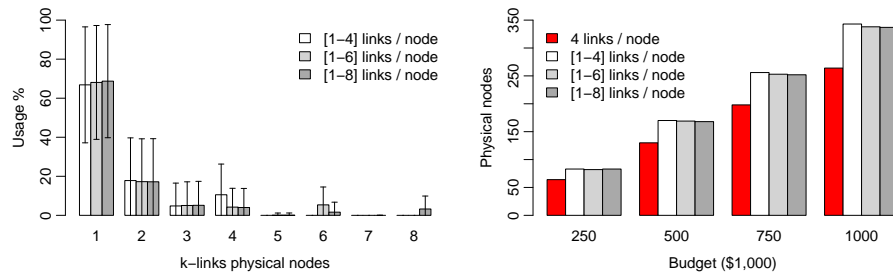 Usage %
100
80
60
40
20
0
[1−4] links / node
[1−6] links / node
[1−8] links / node
1 2 3 4 5 6 7 8
k−links physical nodes
Physical nodes
350
250
150
50
0
4 links / node
[1−4] links / node
[1−6] links / node
[1−8] links / node
250 500 750 1000
Budget ($1,000)